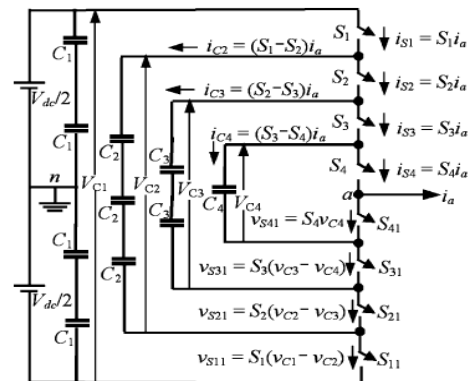 S1
C1
iS1 = S1ia
iC2 = (S1−S2)ia
S2
iS2 = S2ia
Vdc/2
iC3 = (S2−S3)ia
S3
iS3 = S3ia
C1
C2
iC4 = (S3−S4)ia
C3
S4
iS4 = S4ia
n
VC1
VC2
VC3
C4
VC4
a
ia
C2
C3
vS41 = S4vC4
S41
C1
C2
vS31 = S3(vC3− vC4)
S31
Vdc/2
vS21 = S2(vC2− vC3)
S21
C1
vS11 = S1(vC1− vC2)
S11